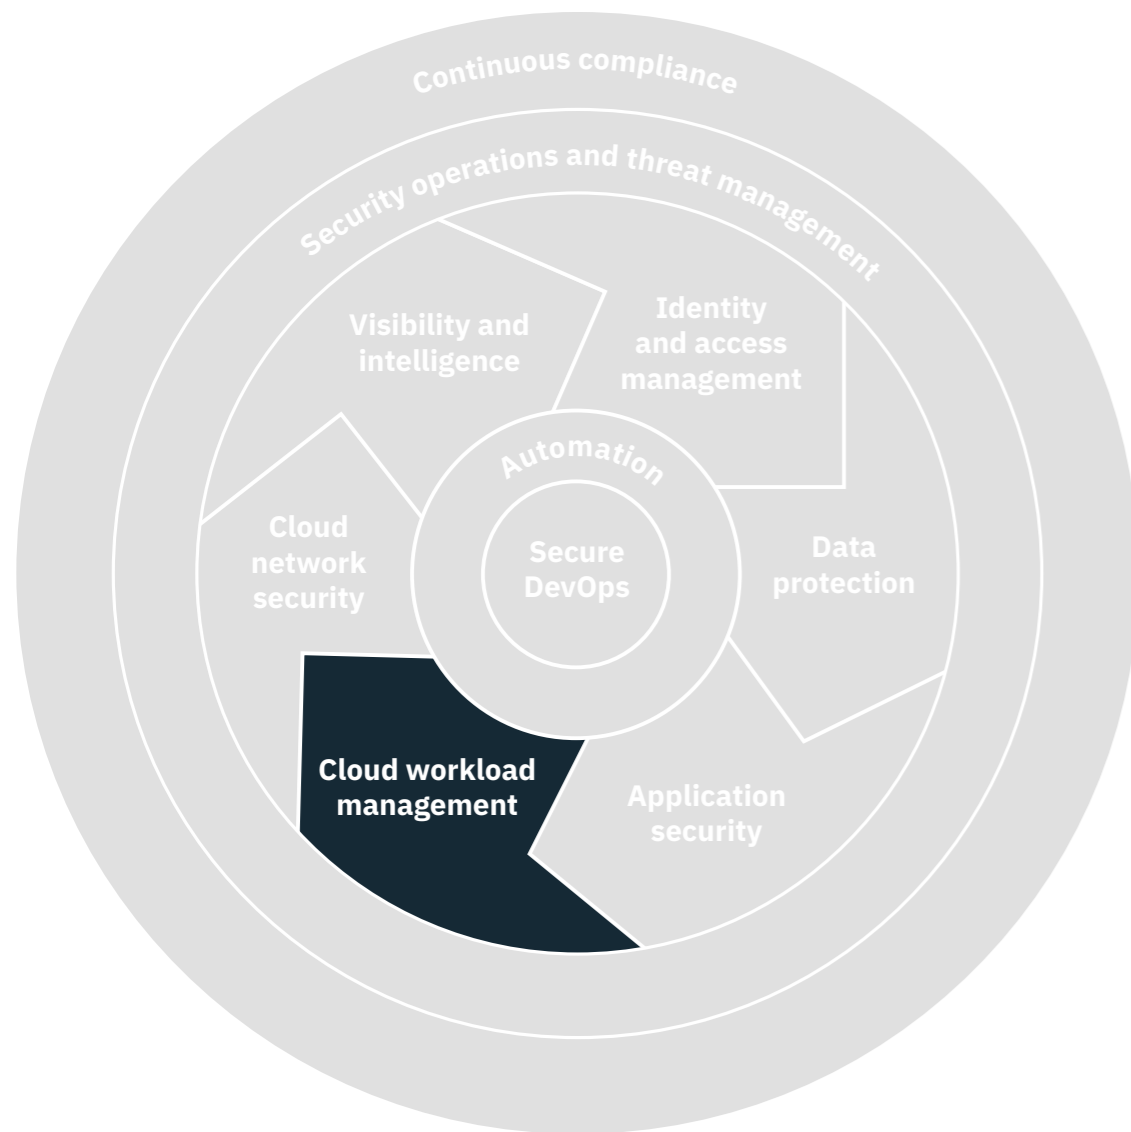 Continuous compliance
Security operations and threat management
Visibility and
intelligence
Identity
and access
management
Automation
Cloud
network
security
Secure
DevOps
Data
protection
Cloud workload
management
Application
security